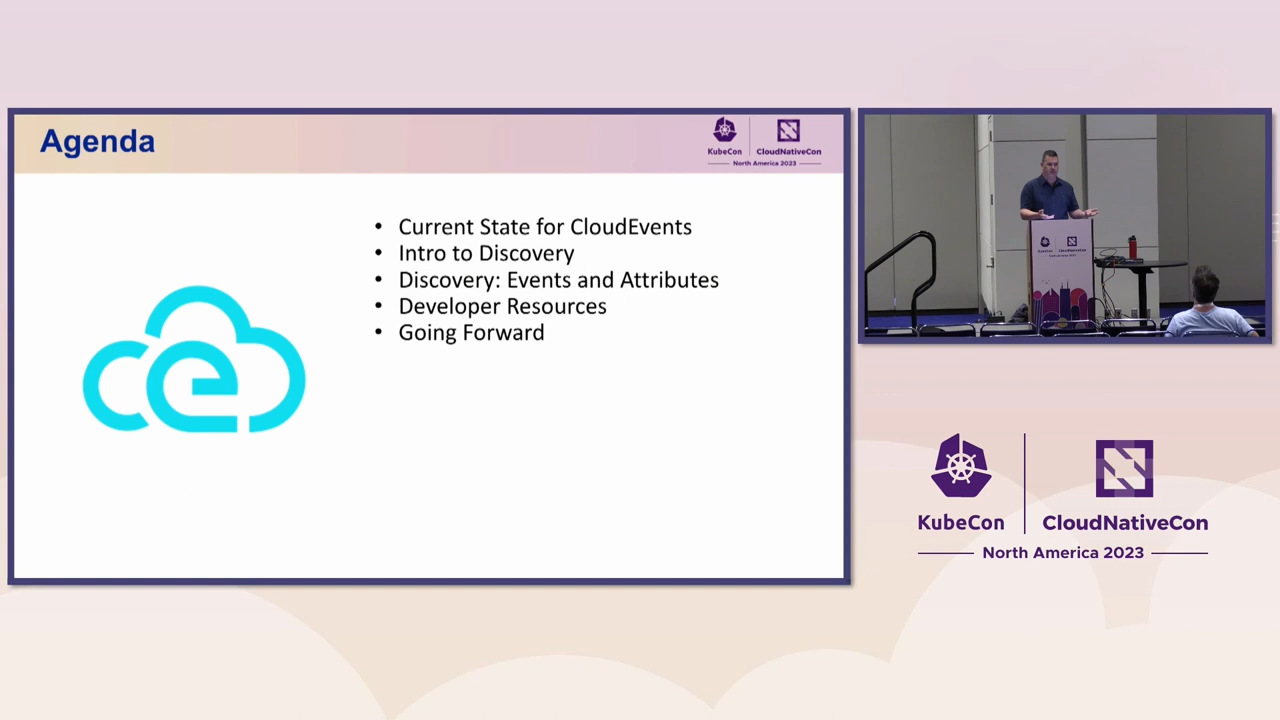 Agenda
KubeCon
CloudNativeCon
North America 2023
• Current State for CloudEvents
• Intro to Discovery
• Discovery: Events and Attributes
• Developer Resources
• Going Forward
KubeCon
CloudNativeCon
North America 2023